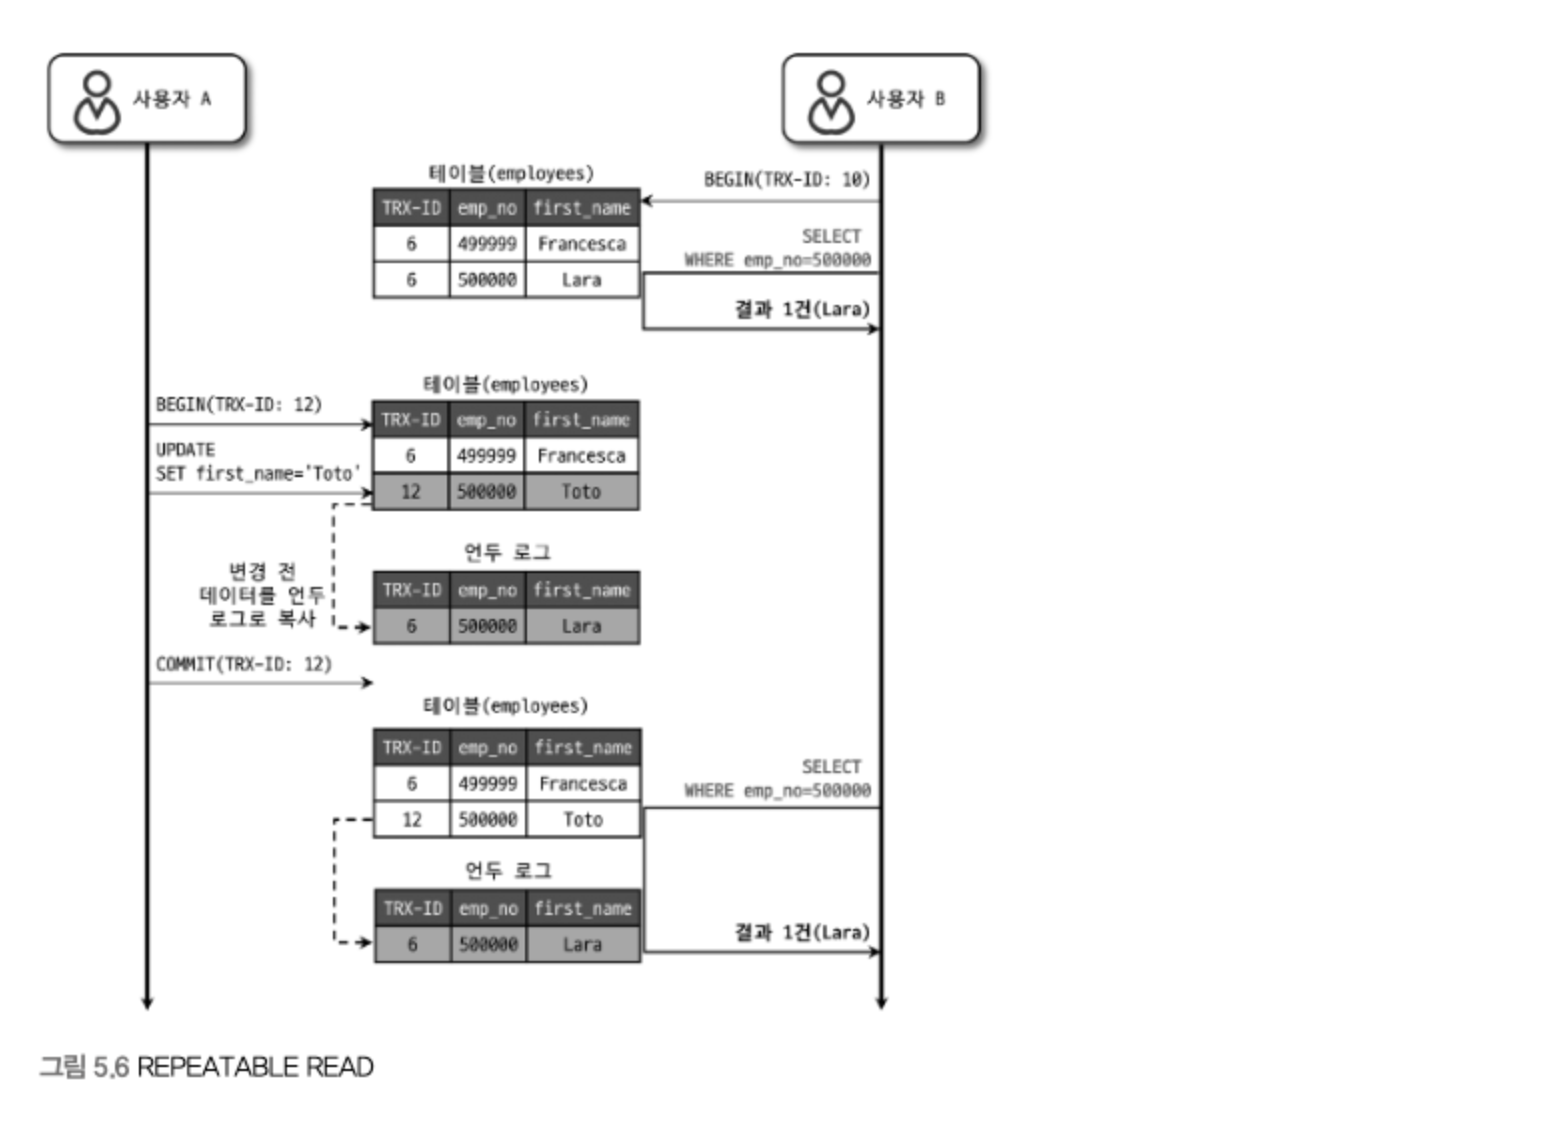 사용자 A
사용자 B
테이블(employees)
BEGIN(TRX-ID: 10)
TRX-ID emp_no first_name
6 499999 Francesca
6 500000 Lara
SELECT
WHERE emp_no=500000
결과 1건(Lara)
테이블(employees)
BEGIN(TRX-ID: 12)
TRX-ID emp_no first_name
UPDATE
SET first_name='Toto'
6 499999 Francesca
12 500000 Toto
언두 로그
변경 전
데이터를 언두
로그로 복사
TRX-ID emp_no first_name
6 500000 Lara
COMMIT(TRX-ID: 12)
테이블(employees)
TRX-ID emp_no first_name
6 499999 Francesca
12 500000 Toto
SELECT
WHERE emp_no=500000
언두 로그
TRX-ID emp_no first_name
6 500000 Lara
결과 1건(Lara)
그림 5.6 REPEATABLE READ